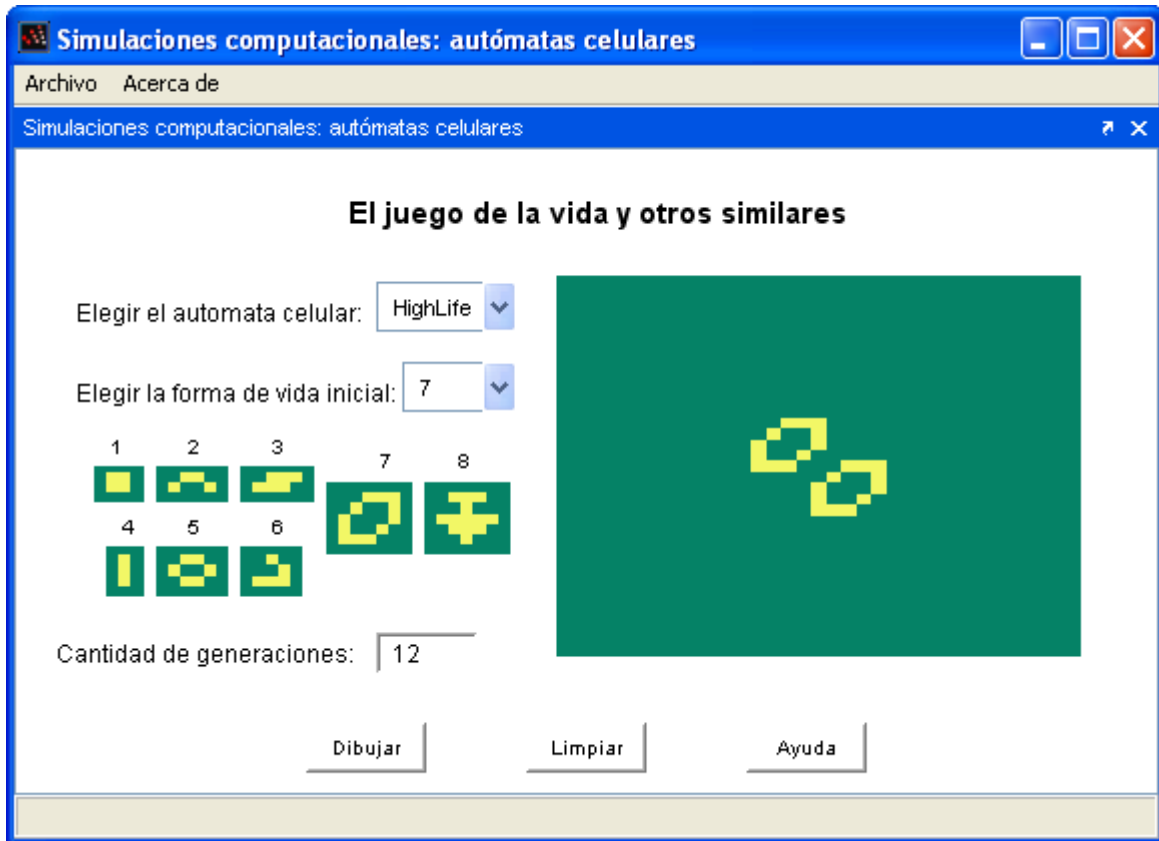 Simulaciones computacionales: autómatas celulares
Archivo Acerca de
Simulaciones computacionales: autómatas celulares
El juego de la vida y otros similares
Elegir el automata celular: HighLife
Elegir la forma de vida inicial: 7
1 2 3
7 8
4 5 6
Cantidad de generaciones: 12
Dibujar Limpiar Ayuda